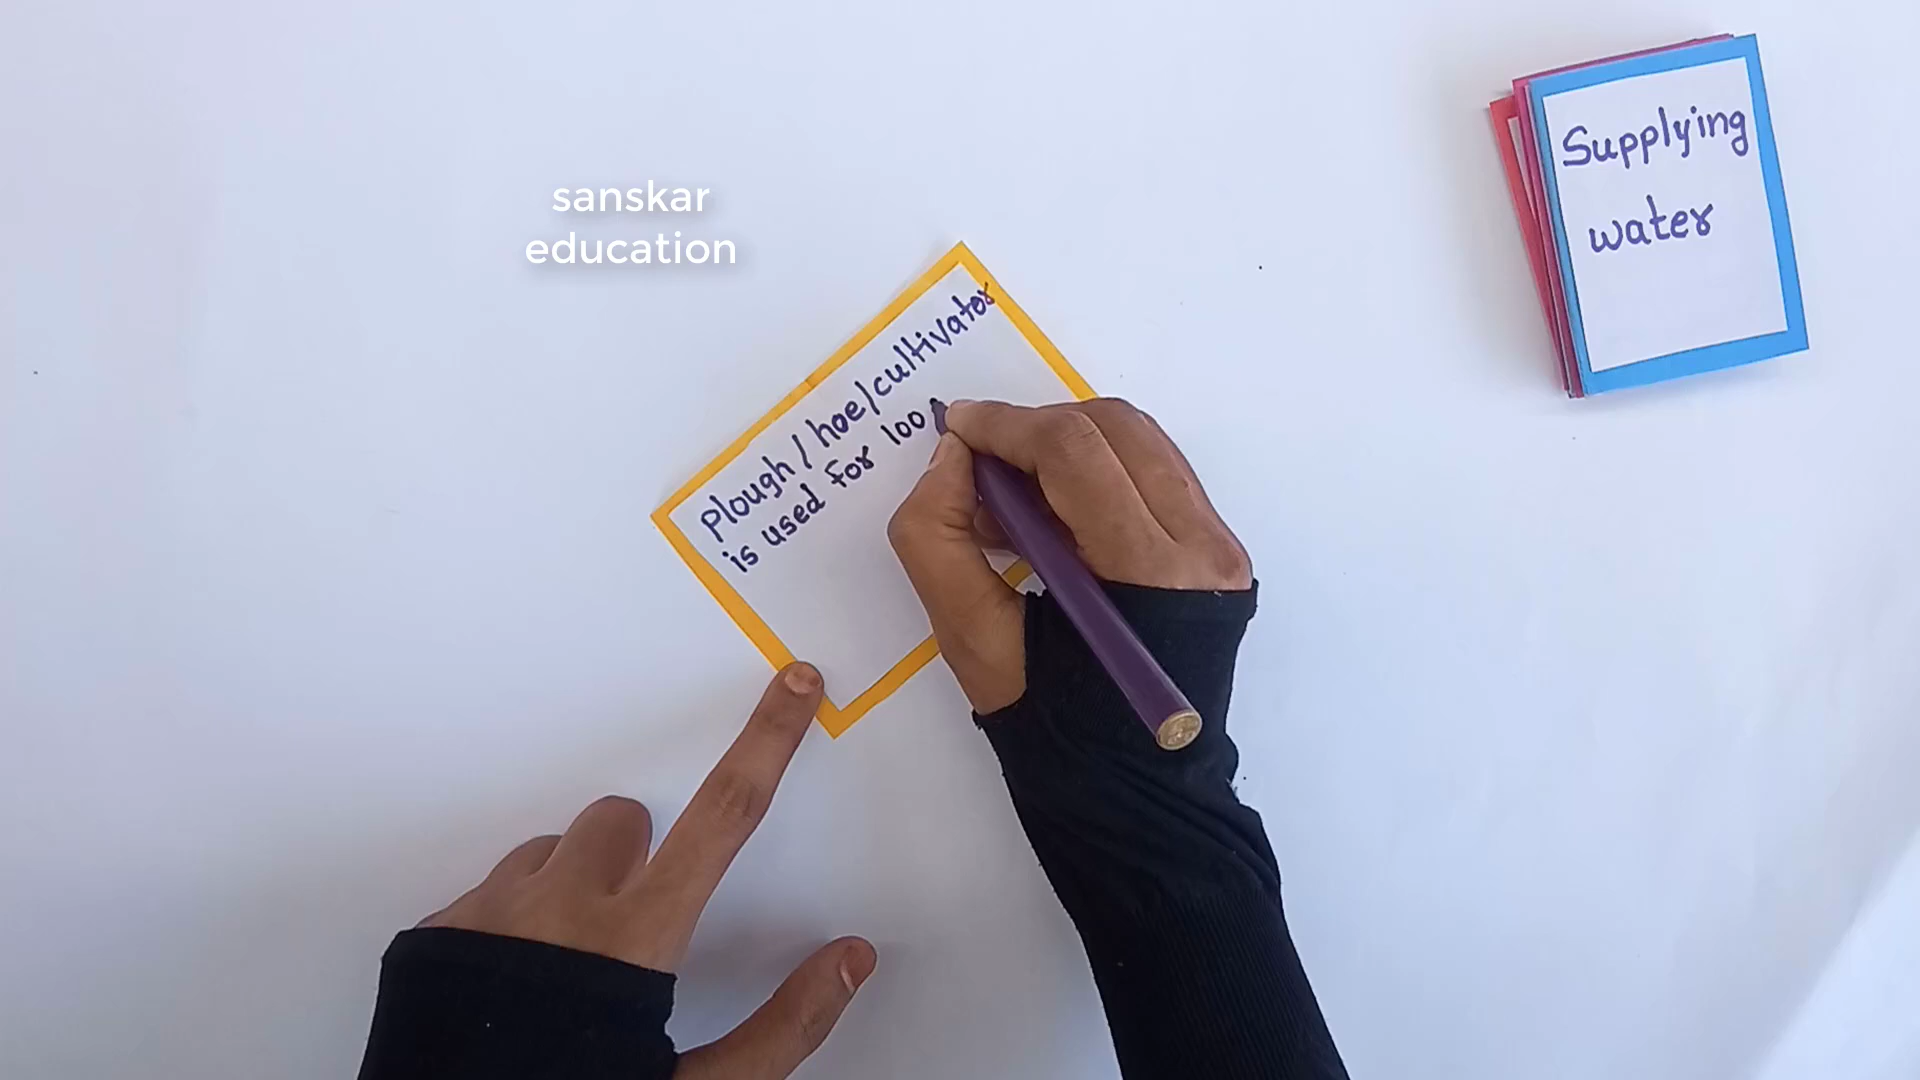 sanskar
education
plough / hoe/cultivator
is used for loo
Supplying
water